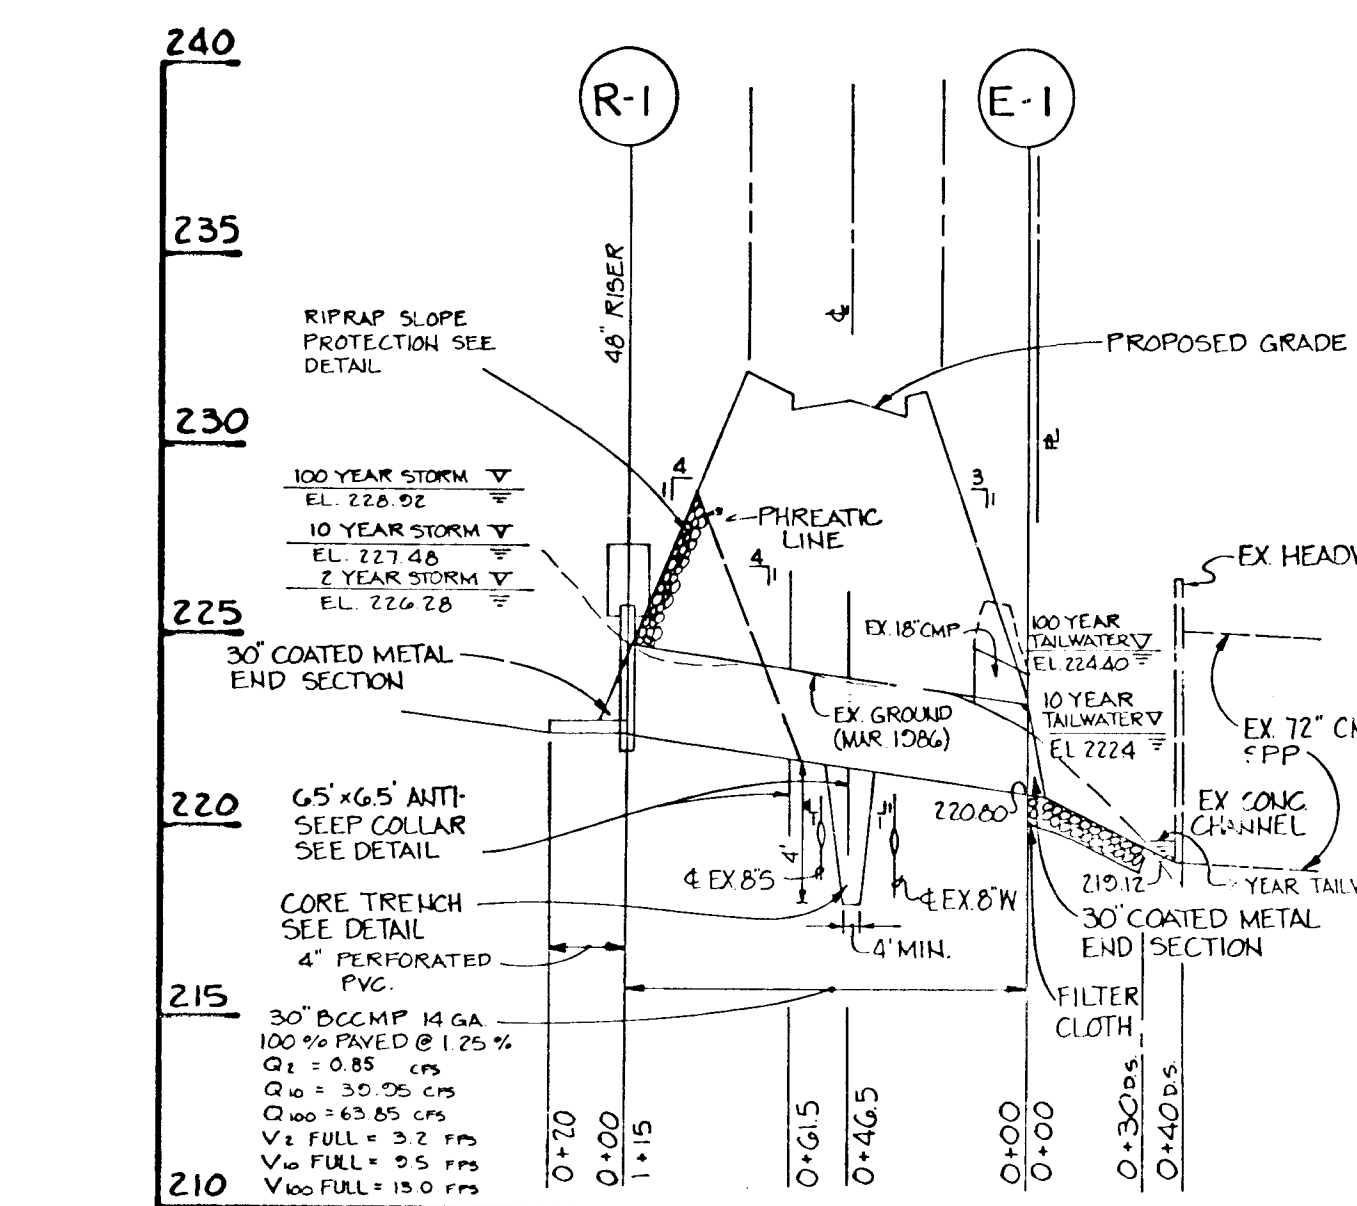 240
R-1
E-1
235
48" RISER
℄
RIPRAP SLOPE
PROTECTION SEE
DETAIL
PROPOSED GRADE
230
100 YEAR STORM
EL. 228.92
10 YEAR STORM
EL. 227.48
2 YEAR STORM
EL. 226.28
4
1
PHREATIC
LINE
4
1
3
1
EX. HEADW
225
30" COATED METAL
END SECTION
EX. 18" CMP
100 YEAR
TAILWATER
EL. 224.40
10 YEAR
TAILWATER
EL 222.4
EX. GROUND
(MAR. 1986)
EX. 72" CM
SPP
220
6.5' x 6.5' ANTI-
SEEP COLLAR
SEE DETAIL
220.80
EX CONC.
CHANNEL
4'
℄ EX. 8" S
℄ EX. 8" W
219.12
YEAR TAILW
CORE TRENCH
SEE DETAIL
30" COATED METAL
END SECTION
4' MIN.
4" PERFORATED
PVC.
215
FILTER
CLOTH
30" BCCMP 14 GA.
100 % PAVED @ 1.25 %
Q2 = 0.85 CFS
Q10 = 39.95 CFS
Q100 = 63.85 CFS
V2 FULL = 3.2 FPS
V10 FULL = 9.5 FPS
V100 FULL = 13.0 FPS
210
0+20
0+00
1+15
0+61.5
0+46.5
0+00
0+00
0+30 D.S.
0+40 D.S.